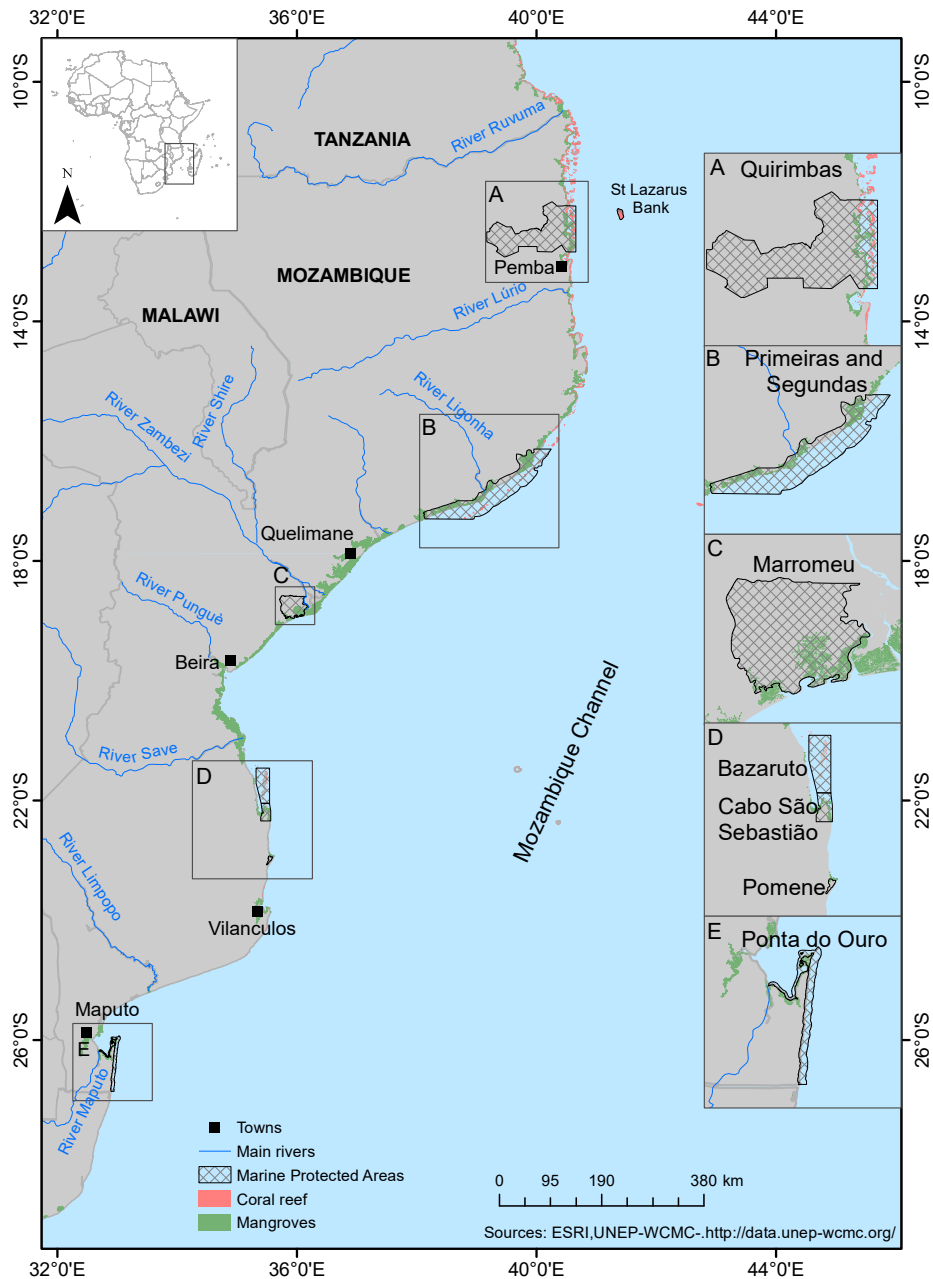 32°0'E
36°0'E
40°0'E
44°0'E
10°0'S
10°0'S
N
TANZANIA
River Ruvuma
A
St Lazarus
Bank
Pemba
MOZAMBIQUE
MALAWI
River Lúrio
14°0'S
14°0'S
River Shire
River Zambezi
River Ligonha
B
Quelimane
18°0'S
18°0'S
C
River Punguè
Beira
Mozambique Channel
River Save
D
22°0'S
22°0'S
River Limpopo
Vilanculos
Maputo
E
26°0'S
26°0'S
River Maputo
A
Quirimbas
B
Primeiras and
Segundas
C
Marromeu
D
Bazaruto
Cabo São
Sebastião
Pomene
E
Ponta do Ouro
Towns
Main rivers
Marine Protected Areas
Coral reef
Mangroves
0 95 190 380 km
Sources: ESRI,UNEP-WCMC-.http://data.unep-wcmc.org/
32°0'E
36°0'E
40°0'E
44°0'E